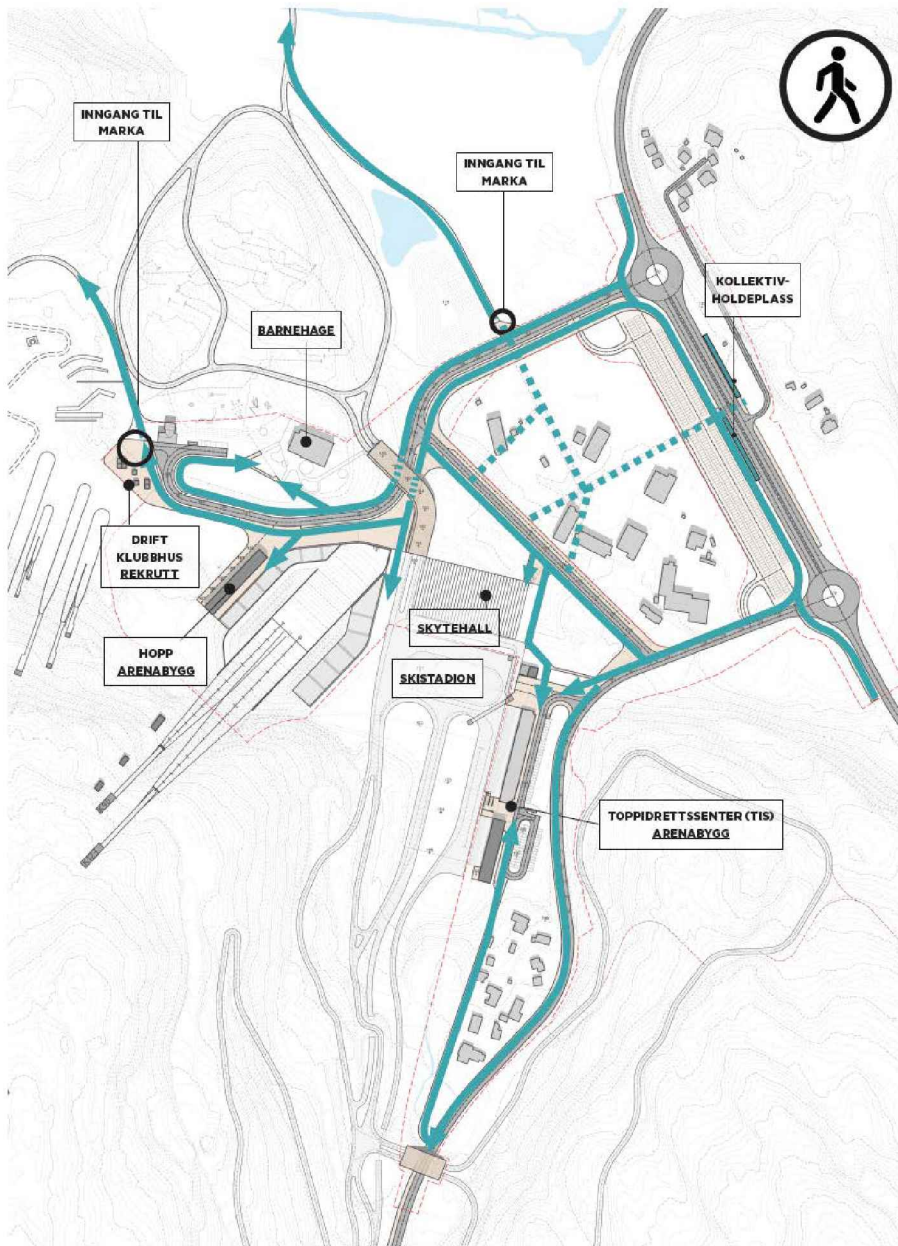 INNGANG TIL
MARKA
INNGANG TIL
MARKA
KOLLEKTIV-
HOLDEPLASS
BARNEHAGE
DRIFT
KLUBBHUS
REKRUTT
SKYTEHALL
HOPP
ARENABYGG
SKISTADION
TOPPIDRETTSSENTER (TIS)
ARENABYGG